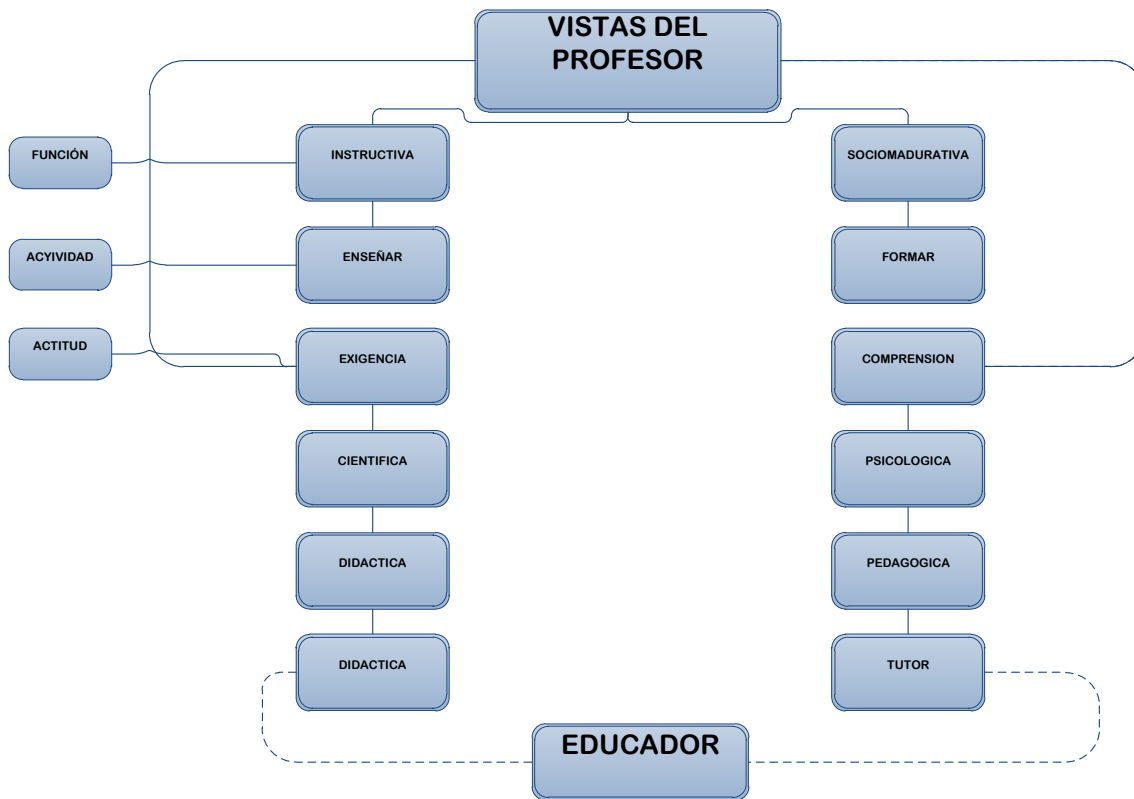 VISTAS DEL
PROFESOR
FUNCIÓN
INSTRUCTIVA
SOCIOMADURATIVA
ACYIVIDAD
ENSEÑAR
FORMAR
ACTITUD
EXIGENCIA
COMPRENSION
CIENTIFICA
PSICOLOGICA
DIDACTICA
PEDAGOGICA
DIDACTICA
TUTOR
EDUCADOR